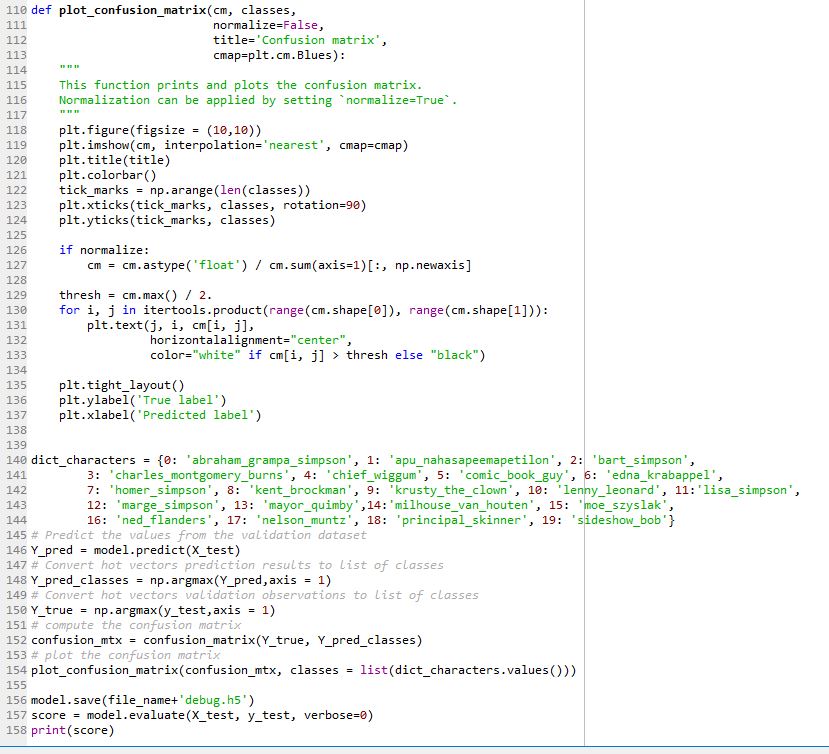 110 def plot_confusion_matrix(cm, classes,
111                           normalize=False,
112                           title='Confusion matrix',
113                           cmap=plt.cm.Blues):
114     """
115     This function prints and plots the confusion matrix.
116     Normalization can be applied by setting `normalize=True`.
117     """
118     plt.figure(figsize = (10,10))
119     plt.imshow(cm, interpolation='nearest', cmap=cmap)
120     plt.title(title)
121     plt.colorbar()
122     tick_marks = np.arange(len(classes))
123     plt.xticks(tick_marks, classes, rotation=90)
124     plt.yticks(tick_marks, classes)
125
126     if normalize:
127         cm = cm.astype('float') / cm.sum(axis=1)[:, np.newaxis]
128
129     thresh = cm.max() / 2.
130     for i, j in itertools.product(range(cm.shape[0]), range(cm.shape[1])):
131         plt.text(j, i, cm[i, j],
132                  horizontalalignment="center",
133                  color="white" if cm[i, j] > thresh else "black")
134
135     plt.tight_layout()
136     plt.ylabel('True label')
137     plt.xlabel('Predicted label')
138
139
140 dict_characters = {0: 'abraham_grampa_simpson', 1: 'apu_nahasapeemapetilon', 2: 'bart_simpson',
141         3: 'charles_montgomery_burns', 4: 'chief_wiggum', 5: 'comic_book_guy', 6: 'edna_krabappel',
142         7: 'homer_simpson', 8: 'kent_brockman', 9: 'krusty_the_clown', 10: 'lenny_leonard', 11:'lisa_simpson',
143         12: 'marge_simpson', 13: 'mayor_quimby',14:'milhouse_van_houten', 15: 'moe_szyslak',
144         16: 'ned_flanders', 17: 'nelson_muntz', 18: 'principal_skinner', 19: 'sideshow_bob'}
145 # Predict the values from the validation dataset
146 Y_pred = model.predict(X_test)
147 # Convert hot vectors prediction results to list of classes
148 Y_pred_classes = np.argmax(Y_pred,axis = 1)
149 # Convert hot vectors validation observations to list of classes
150 Y_true = np.argmax(y_test,axis = 1)
151 # compute the confusion matrix
152 confusion_mtx = confusion_matrix(Y_true, Y_pred_classes)
153 # plot the confusion matrix
154 plot_confusion_matrix(confusion_mtx, classes = list(dict_characters.values()))
155
156 model.save(file_name+'debug.h5')
157 score = model.evaluate(X_test, y_test, verbose=0)
158 print(score)